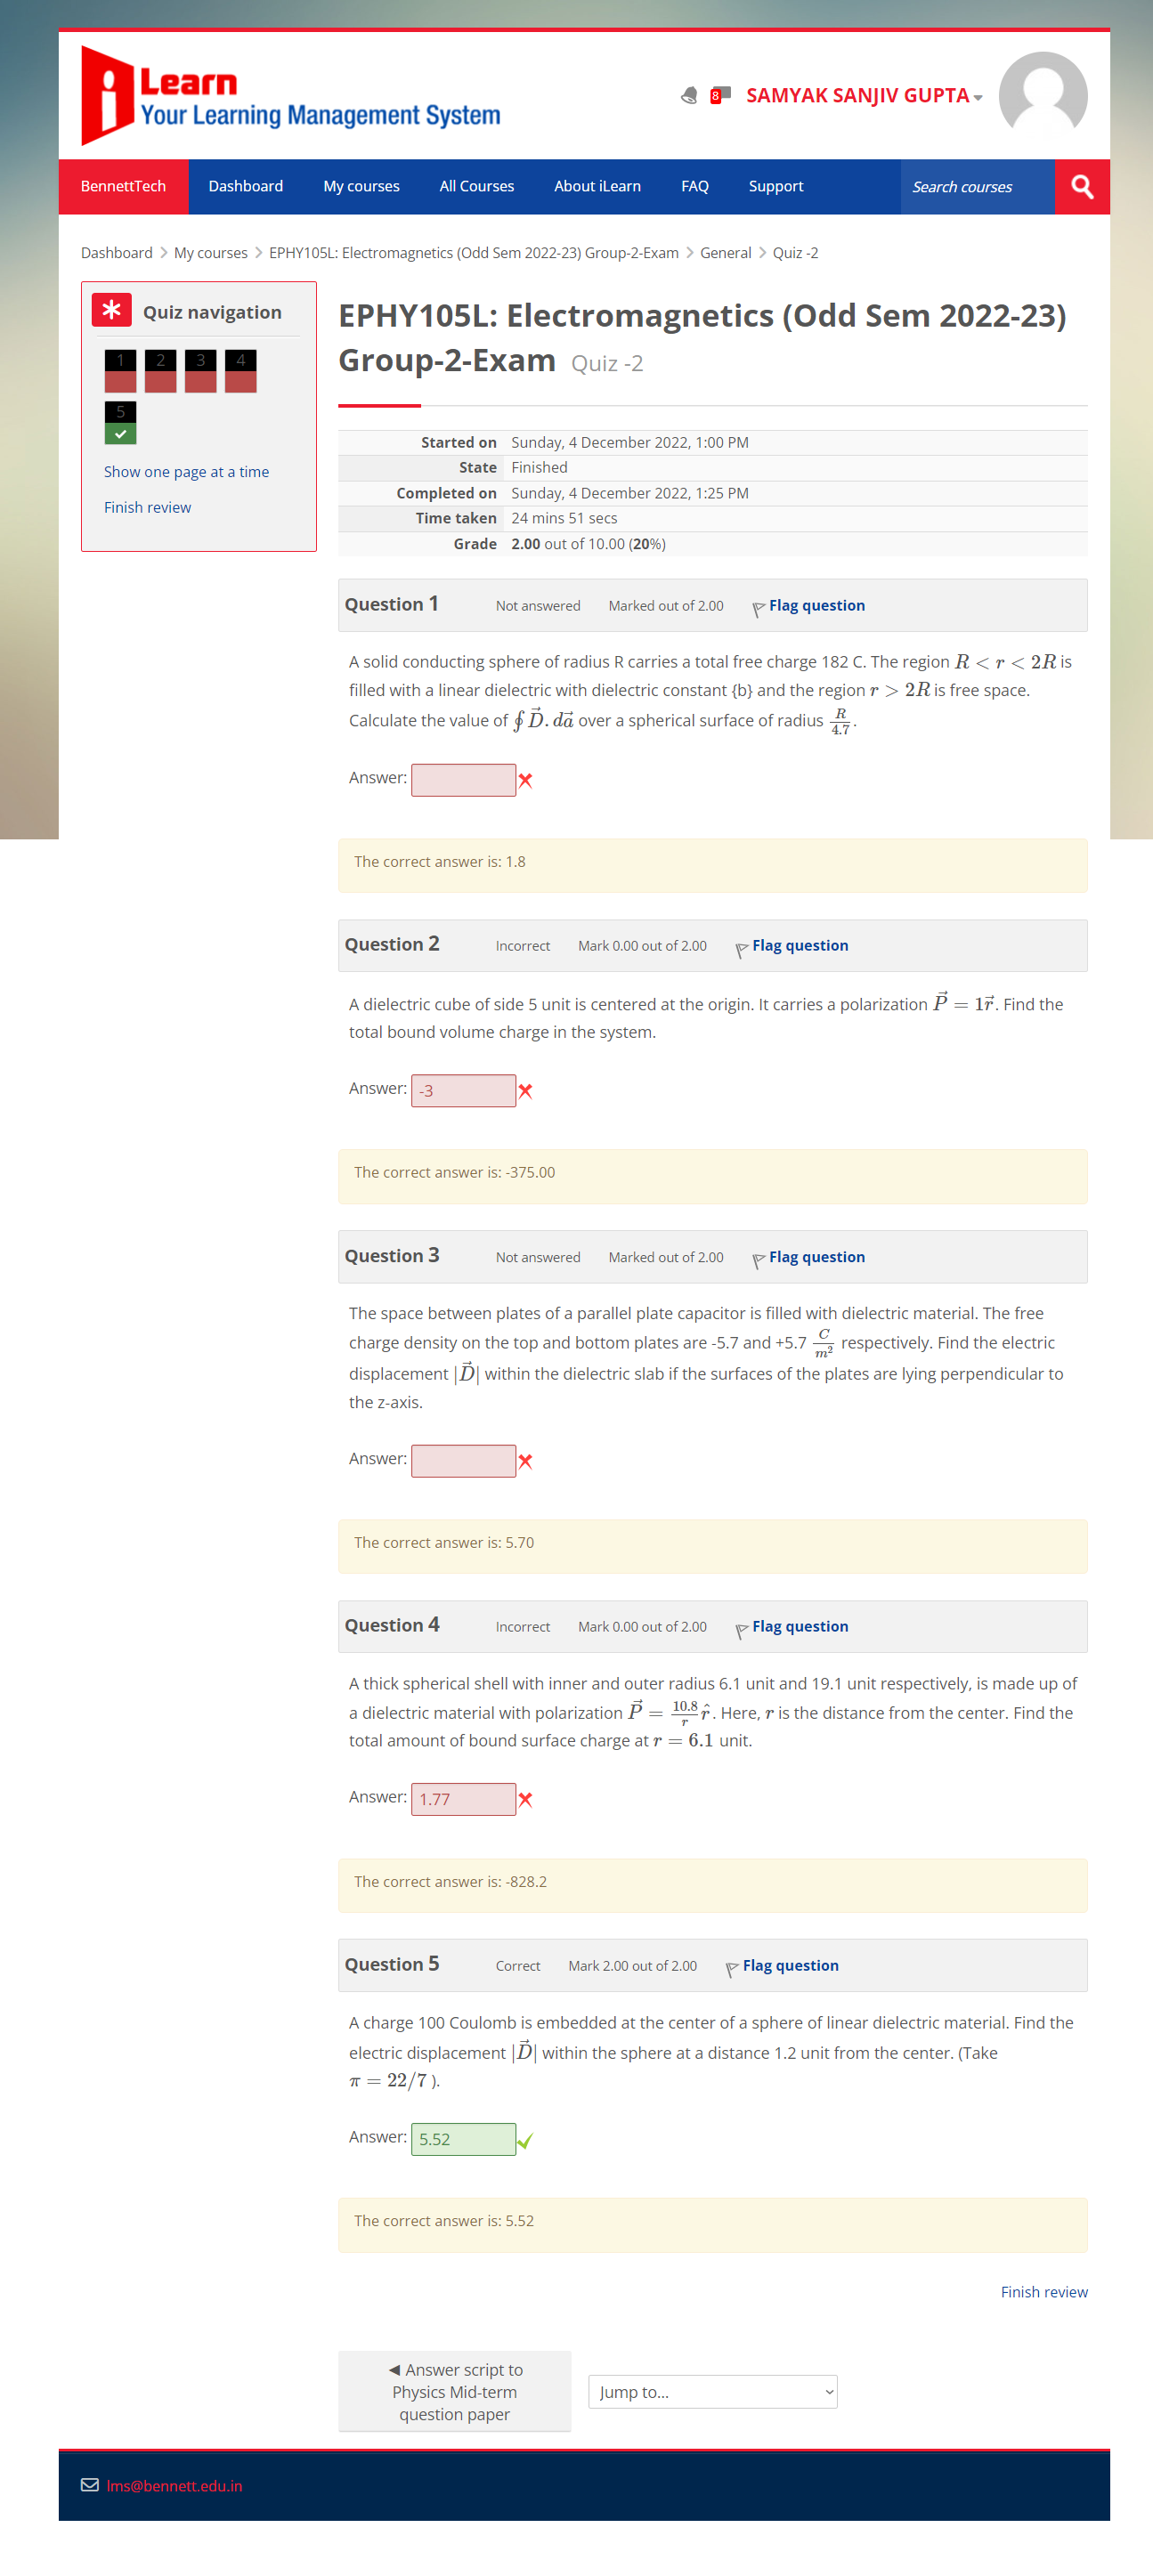 i Learn
Your Learning Management System
8
SAMYAK SANJIV GUPTA
BennettTech Dashboard My courses All Courses About iLearn FAQ Support Search courses
Dashboard My courses EPHY105L: Electromagnetics (Odd Sem 2022-23) Group-2-Exam General Quiz -2
Quiz navigation
1 2 3 4
5
Show one page at a time
Finish review
EPHY105L: Electromagnetics (Odd Sem 2022-23)
Group-2-Exam Quiz -2
Started on Sunday, 4 December 2022, 1:00 PM
State Finished
Completed on Sunday, 4 December 2022, 1:25 PM
Time taken 24 mins 51 secs
Grade 2.00 out of 10.00 (20%)
Question 1 Not answered Marked out of 2.00 Flag question
A solid conducting sphere of radius R carries a total free charge 182 C. The region R < r < 2R is
filled with a linear dielectric with dielectric constant {b} and the region r > 2R is free space.
Calculate the value of ∮ D⃗. da⃗ over a spherical surface of radius R/4.7.
Answer:
The correct answer is: 1.8
Question 2 Incorrect Mark 0.00 out of 2.00 Flag question
A dielectric cube of side 5 unit is centered at the origin. It carries a polarization P⃗ = 1r⃗. Find the
total bound volume charge in the system.
Answer: -3
The correct answer is: -375.00
Question 3 Not answered Marked out of 2.00 Flag question
The space between plates of a parallel plate capacitor is filled with dielectric material. The free
charge density on the top and bottom plates are -5.7 and +5.7 C/m² respectively. Find the electric
displacement |D⃗| within the dielectric slab if the surfaces of the plates are lying perpendicular to
the z-axis.
Answer:
The correct answer is: 5.70
Question 4 Incorrect Mark 0.00 out of 2.00 Flag question
A thick spherical shell with inner and outer radius 6.1 unit and 19.1 unit respectively, is made up of
a dielectric material with polarization P⃗ = 10.8/r r̂. Here, r is the distance from the center. Find the
total amount of bound surface charge at r = 6.1 unit.
Answer: 1.77
The correct answer is: -828.2
Question 5 Correct Mark 2.00 out of 2.00 Flag question
A charge 100 Coulomb is embedded at the center of a sphere of linear dielectric material. Find the
electric displacement |D⃗| within the sphere at a distance 1.2 unit from the center. (Take
π = 22/7 ).
Answer: 5.52
The correct answer is: 5.52
Finish review
◄ Answer script to
Physics Mid-term
question paper
Jump to...
lms@bennett.edu.in